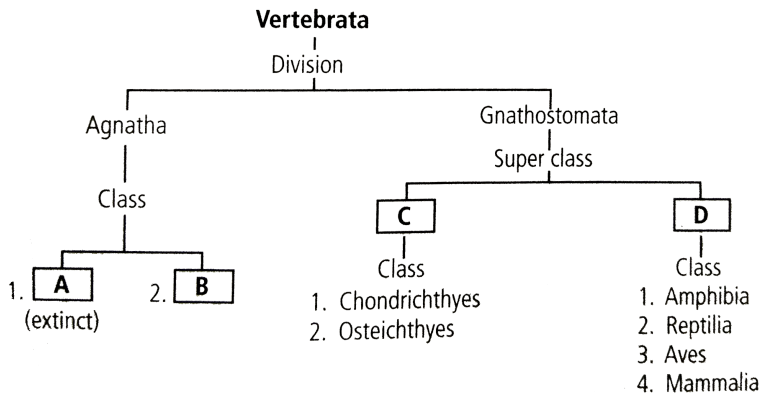 Vertebrata
Division
Agnatha
Gnathostomata
Super class
Class
C
D
1. A
(extinct)
2. B
Class
1. Chondrichthyes
2. Osteichthyes
Class
1. Amphibia
2. Reptilia
3. Aves
4. Mammalia